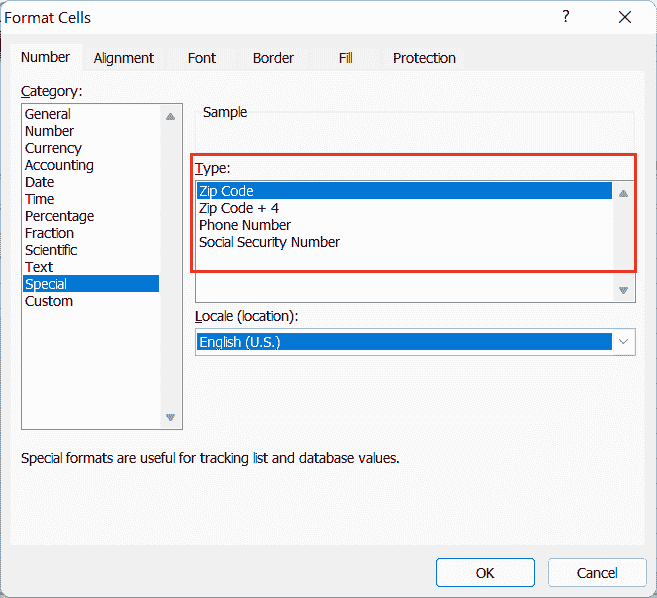 Format Cells
?
Number
Alignment
Font
Border
Fill
Protection
Category:
General
Number
Currency
Accounting
Date
Time
Percentage
Fraction
Scientific
Text
Special
Custom
Sample
Type:
Zip Code
Zip Code + 4
Phone Number
Social Security Number
Locale (location):
English (U.S.)
Special formats are useful for tracking list and database values.
OK
Cancel